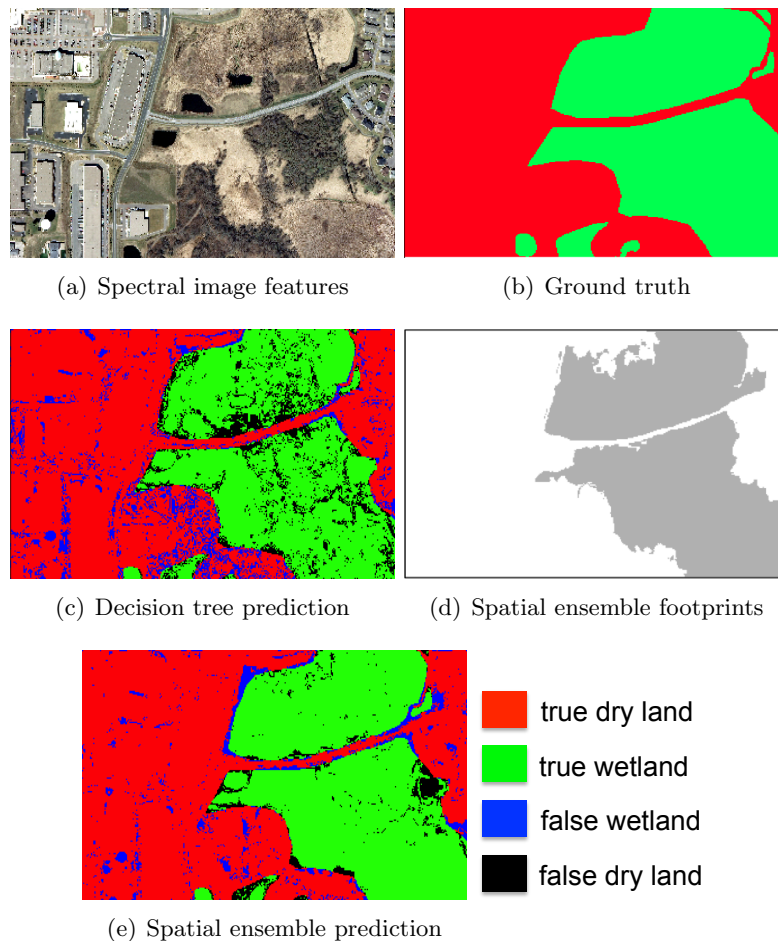 (a) Spectral image features
(b) Ground truth
(c) Decision tree prediction
(d) Spatial ensemble footprints
true dry land
true wetland
false wetland
false dry land
(e) Spatial ensemble prediction